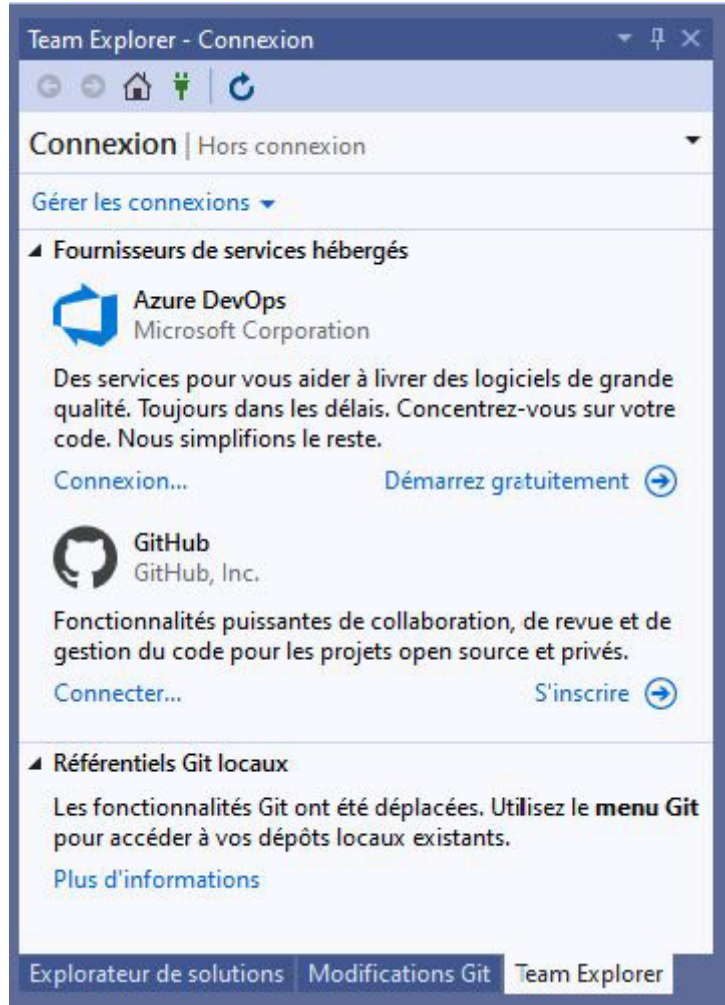 Team Explorer - Connexion
Connexion | Hors connexion
Gérer les connexions
Fournisseurs de services hébergés
Azure DevOps
Microsoft Corporation
Des services pour vous aider à livrer des logiciels de grande
qualité. Toujours dans les délais. Concentrez-vous sur votre
code. Nous simplifions le reste.
Connexion... Démarrez gratuitement
GitHub
GitHub, Inc.
Fonctionnalités puissantes de collaboration, de revue et de
gestion du code pour les projets open source et privés.
Connecter... S'inscrire
Référentiels Git locaux
Les fonctionnalités Git ont été déplacées. Utilisez le menu Git
pour accéder à vos dépôts locaux existants.
Plus d'informations
Explorateur de solutions Modifications Git Team Explorer